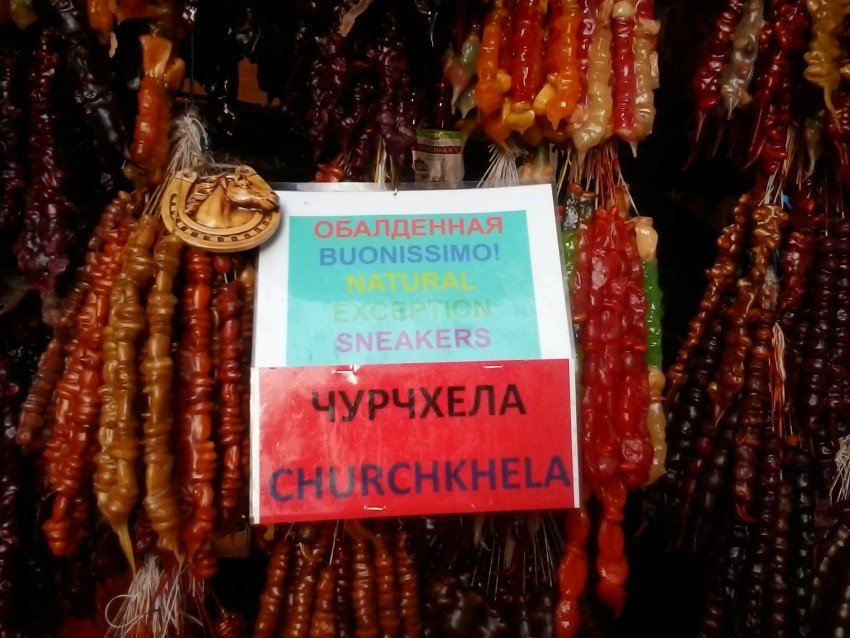 ОБАЛДЕННАЯ
BUONISSIMO!
NATURAL
EXCEPTION
SNEAKERS
ЧУРЧХЕЛА
CHURCHKHELA